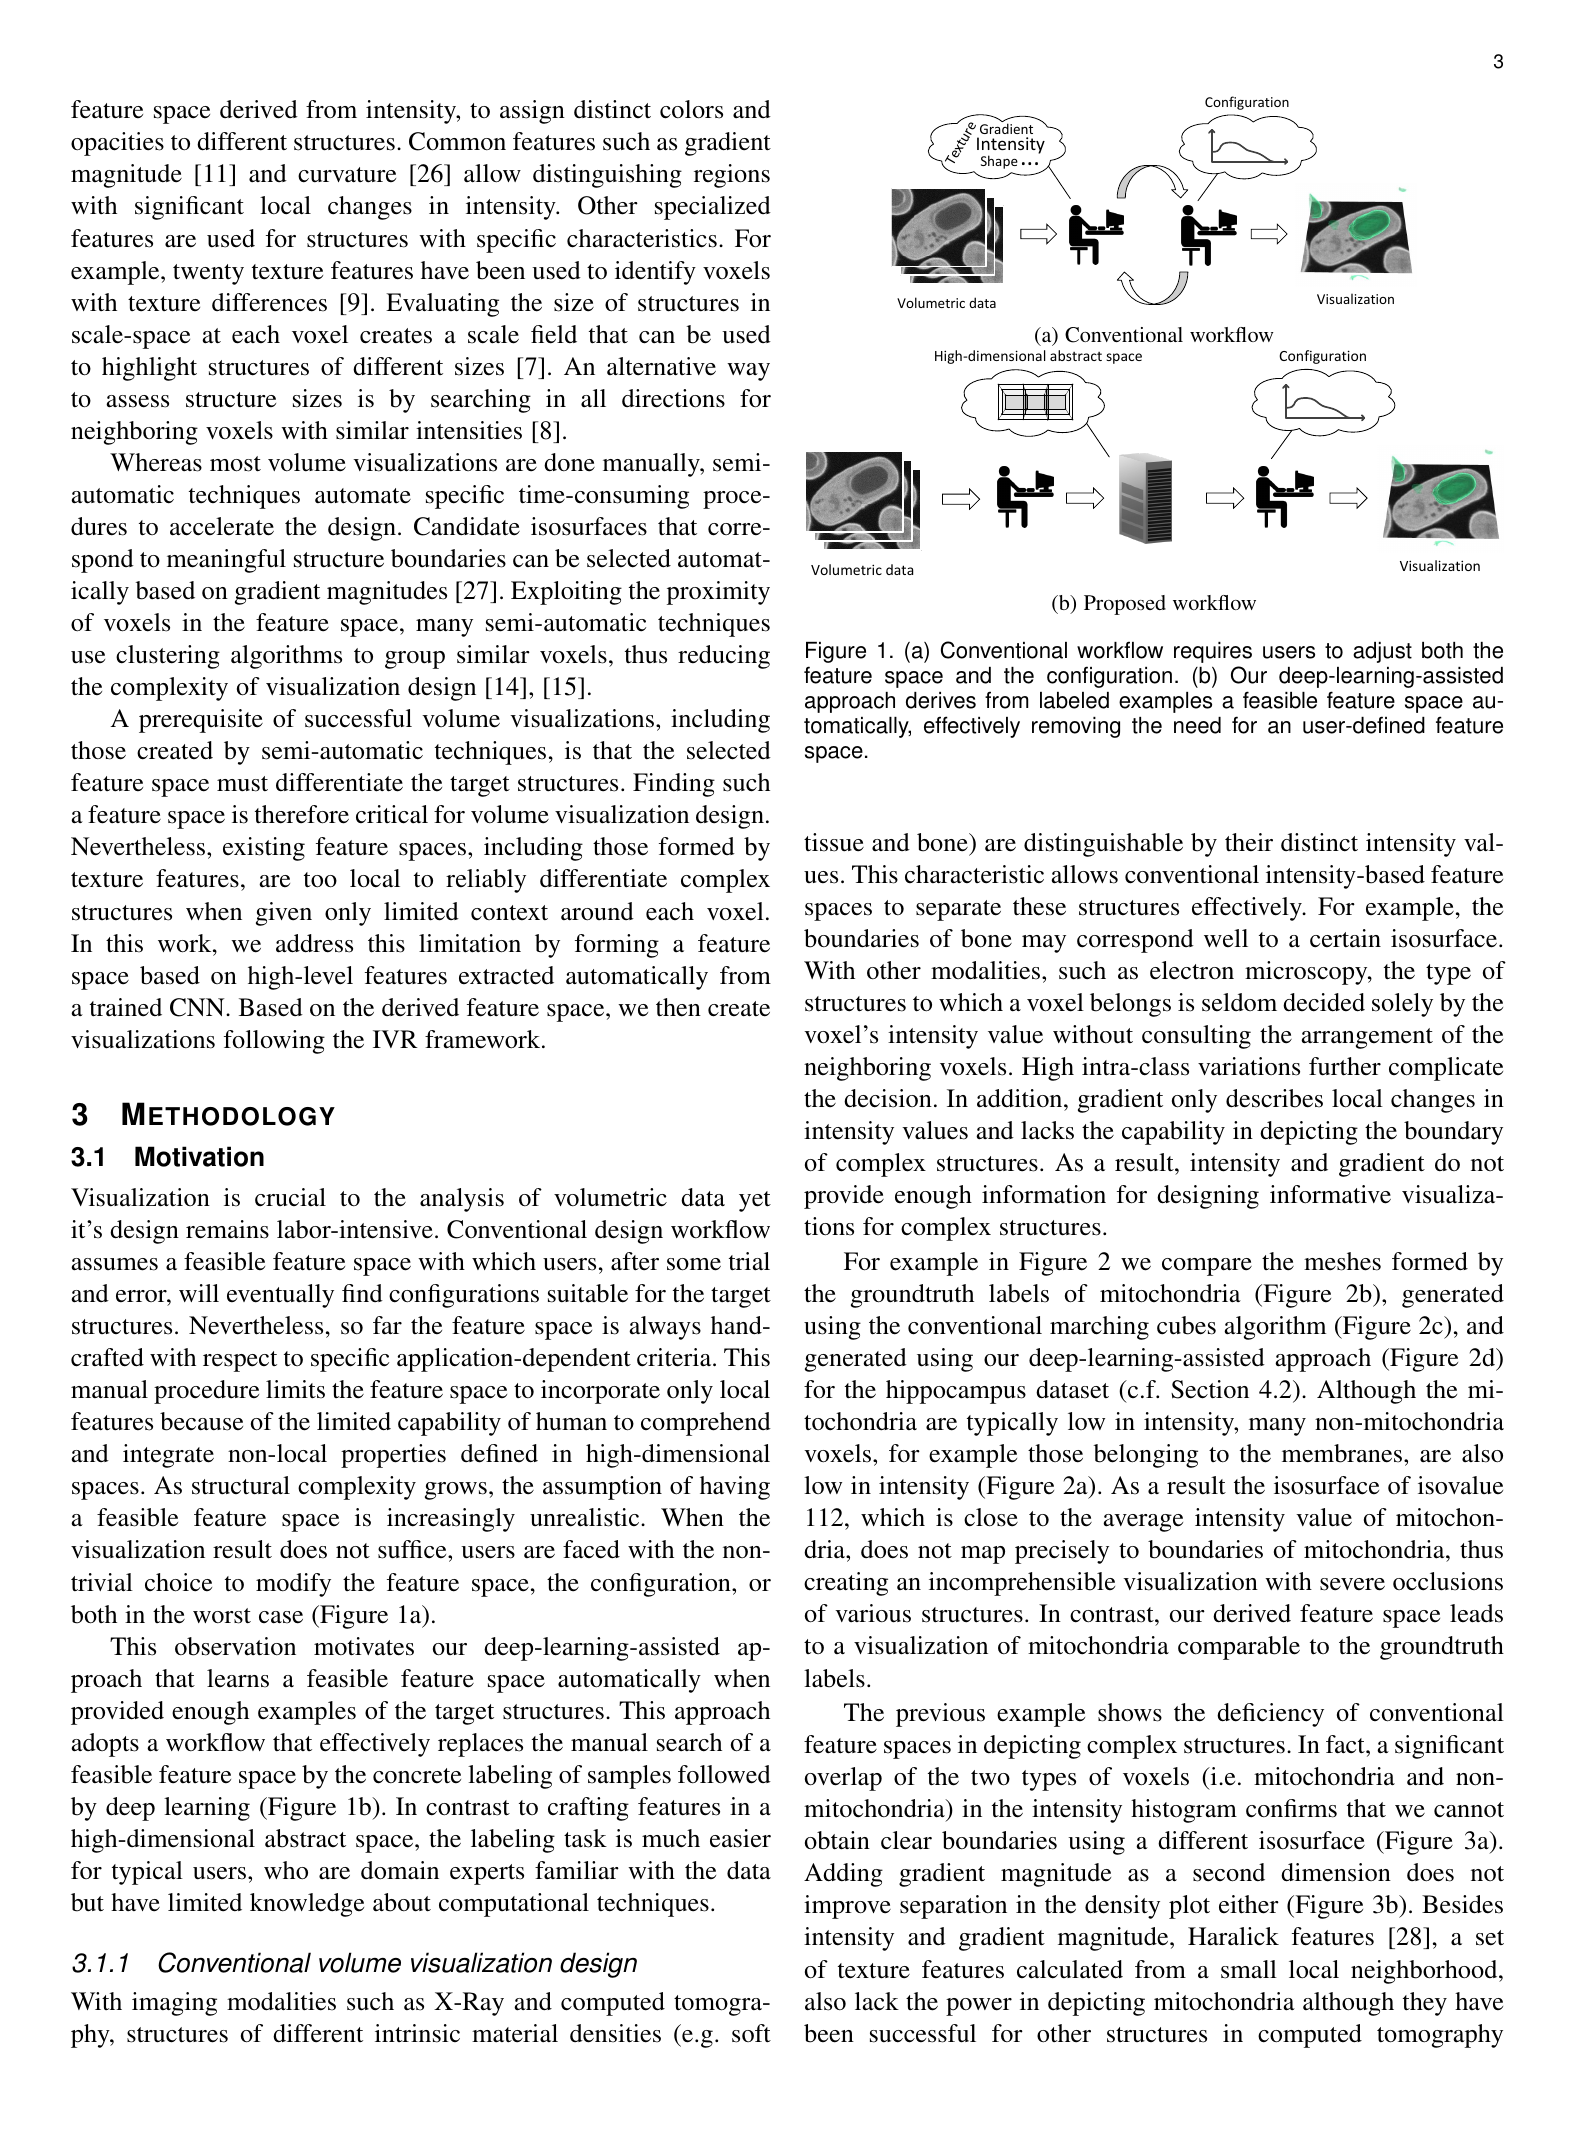 3
feature space derived from intensity, to assign distinct colors and
opacities to different structures. Common features such as gradient
magnitude [11] and curvature [26] allow distinguishing regions
with significant local changes in intensity. Other specialized
features are used for structures with specific characteristics. For
example, twenty texture features have been used to identify voxels
with texture differences [9]. Evaluating the size of structures in
scale-space at each voxel creates a scale field that can be used
to highlight structures of different sizes [7]. An alternative way
to assess structure sizes is by searching in all directions for
neighboring voxels with similar intensities [8].
Whereas most volume visualizations are done manually, semi-
automatic techniques automate specific time-consuming proce-
dures to accelerate the design. Candidate isosurfaces that corre-
spond to meaningful structure boundaries can be selected automat-
ically based on gradient magnitudes [27]. Exploiting the proximity
of voxels in the feature space, many semi-automatic techniques
use clustering algorithms to group similar voxels, thus reducing
the complexity of visualization design [14], [15].
A prerequisite of successful volume visualizations, including
those created by semi-automatic techniques, is that the selected
feature space must differentiate the target structures. Finding such
a feature space is therefore critical for volume visualization design.
Nevertheless, existing feature spaces, including those formed by
texture features, are too local to reliably differentiate complex
structures when given only limited context around each voxel.
In this work, we address this limitation by forming a feature
space based on high-level features extracted automatically from
a trained CNN. Based on the derived feature space, we then create
visualizations following the IVR framework.
3 METHODOLOGY
3.1 Motivation
Visualization is crucial to the analysis of volumetric data yet
it's design remains labor-intensive. Conventional design workflow
assumes a feasible feature space with which users, after some trial
and error, will eventually find configurations suitable for the target
structures. Nevertheless, so far the feature space is always hand-
crafted with respect to specific application-dependent criteria. This
manual procedure limits the feature space to incorporate only local
features because of the limited capability of human to comprehend
and integrate non-local properties defined in high-dimensional
spaces. As structural complexity grows, the assumption of having
a feasible feature space is increasingly unrealistic. When the
visualization result does not suffice, users are faced with the non-
trivial choice to modify the feature space, the configuration, or
both in the worst case (Figure 1a).
This observation motivates our deep-learning-assisted ap-
proach that learns a feasible feature space automatically when
provided enough examples of the target structures. This approach
adopts a workflow that effectively replaces the manual search of a
feasible feature space by the concrete labeling of samples followed
by deep learning (Figure 1b). In contrast to crafting features in a
high-dimensional abstract space, the labeling task is much easier
for typical users, who are domain experts familiar with the data
but have limited knowledge about computational techniques.
3.1.1 Conventional volume visualization design
With imaging modalities such as X-Ray and computed tomogra-
phy, structures of different intrinsic material densities (e.g. soft
Configuration
Texture
Gradient
Intensity
Shape ...
Volumetric data
Visualization
(a) Conventional workflow
High-dimensional abstract space
Configuration
Volumetric data
Visualization
(b) Proposed workflow
Figure 1. (a) Conventional workflow requires users to adjust both the
feature space and the configuration. (b) Our deep-learning-assisted
approach derives from labeled examples a feasible feature space au-
tomatically, effectively removing the need for an user-defined feature
space.
tissue and bone) are distinguishable by their distinct intensity val-
ues. This characteristic allows conventional intensity-based feature
spaces to separate these structures effectively. For example, the
boundaries of bone may correspond well to a certain isosurface.
With other modalities, such as electron microscopy, the type of
structures to which a voxel belongs is seldom decided solely by the
voxel's intensity value without consulting the arrangement of the
neighboring voxels. High intra-class variations further complicate
the decision. In addition, gradient only describes local changes in
intensity values and lacks the capability in depicting the boundary
of complex structures. As a result, intensity and gradient do not
provide enough information for designing informative visualiza-
tions for complex structures.
For example in Figure 2 we compare the meshes formed by
the groundtruth labels of mitochondria (Figure 2b), generated
using the conventional marching cubes algorithm (Figure 2c), and
generated using our deep-learning-assisted approach (Figure 2d)
for the hippocampus dataset (c.f. Section 4.2). Although the mi-
tochondria are typically low in intensity, many non-mitochondria
voxels, for example those belonging to the membranes, are also
low in intensity (Figure 2a). As a result the isosurface of isovalue
112, which is close to the average intensity value of mitochon-
dria, does not map precisely to boundaries of mitochondria, thus
creating an incomprehensible visualization with severe occlusions
of various structures. In contrast, our derived feature space leads
to a visualization of mitochondria comparable to the groundtruth
labels.
The previous example shows the deficiency of conventional
feature spaces in depicting complex structures. In fact, a significant
overlap of the two types of voxels (i.e. mitochondria and non-
mitochondria) in the intensity histogram confirms that we cannot
obtain clear boundaries using a different isosurface (Figure 3a).
Adding gradient magnitude as a second dimension does not
improve separation in the density plot either (Figure 3b). Besides
intensity and gradient magnitude, Haralick features [28], a set
of texture features calculated from a small local neighborhood,
also lack the power in depicting mitochondria although they have
been successful for other structures in computed tomography